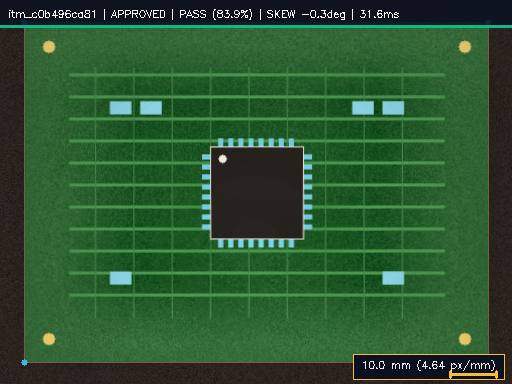 itm_c0b496ca81 | APPROVED | PASS (83.9%) | SKEW -0.3deg | 31.6ms
10.0 mm (4.64 px/mm)